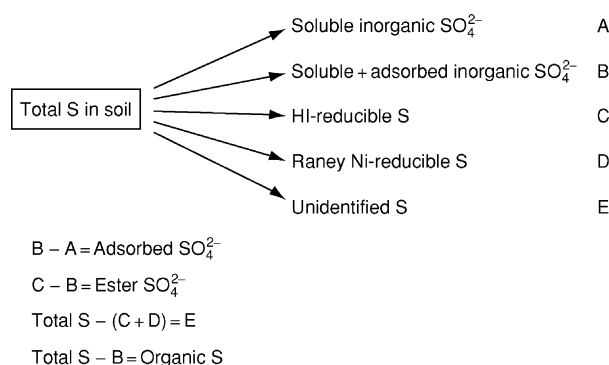 Soluble inorganic SO₄²⁻ A
Soluble + adsorbed inorganic SO₄²⁻ B
Total S in soil
HI-reducible S C
Raney Ni-reducible S D
Unidentified S E
B – A = Adsorbed SO₄²⁻
C – B = Ester SO₄²⁻
Total S – (C + D) = E
Total S – B = Organic S